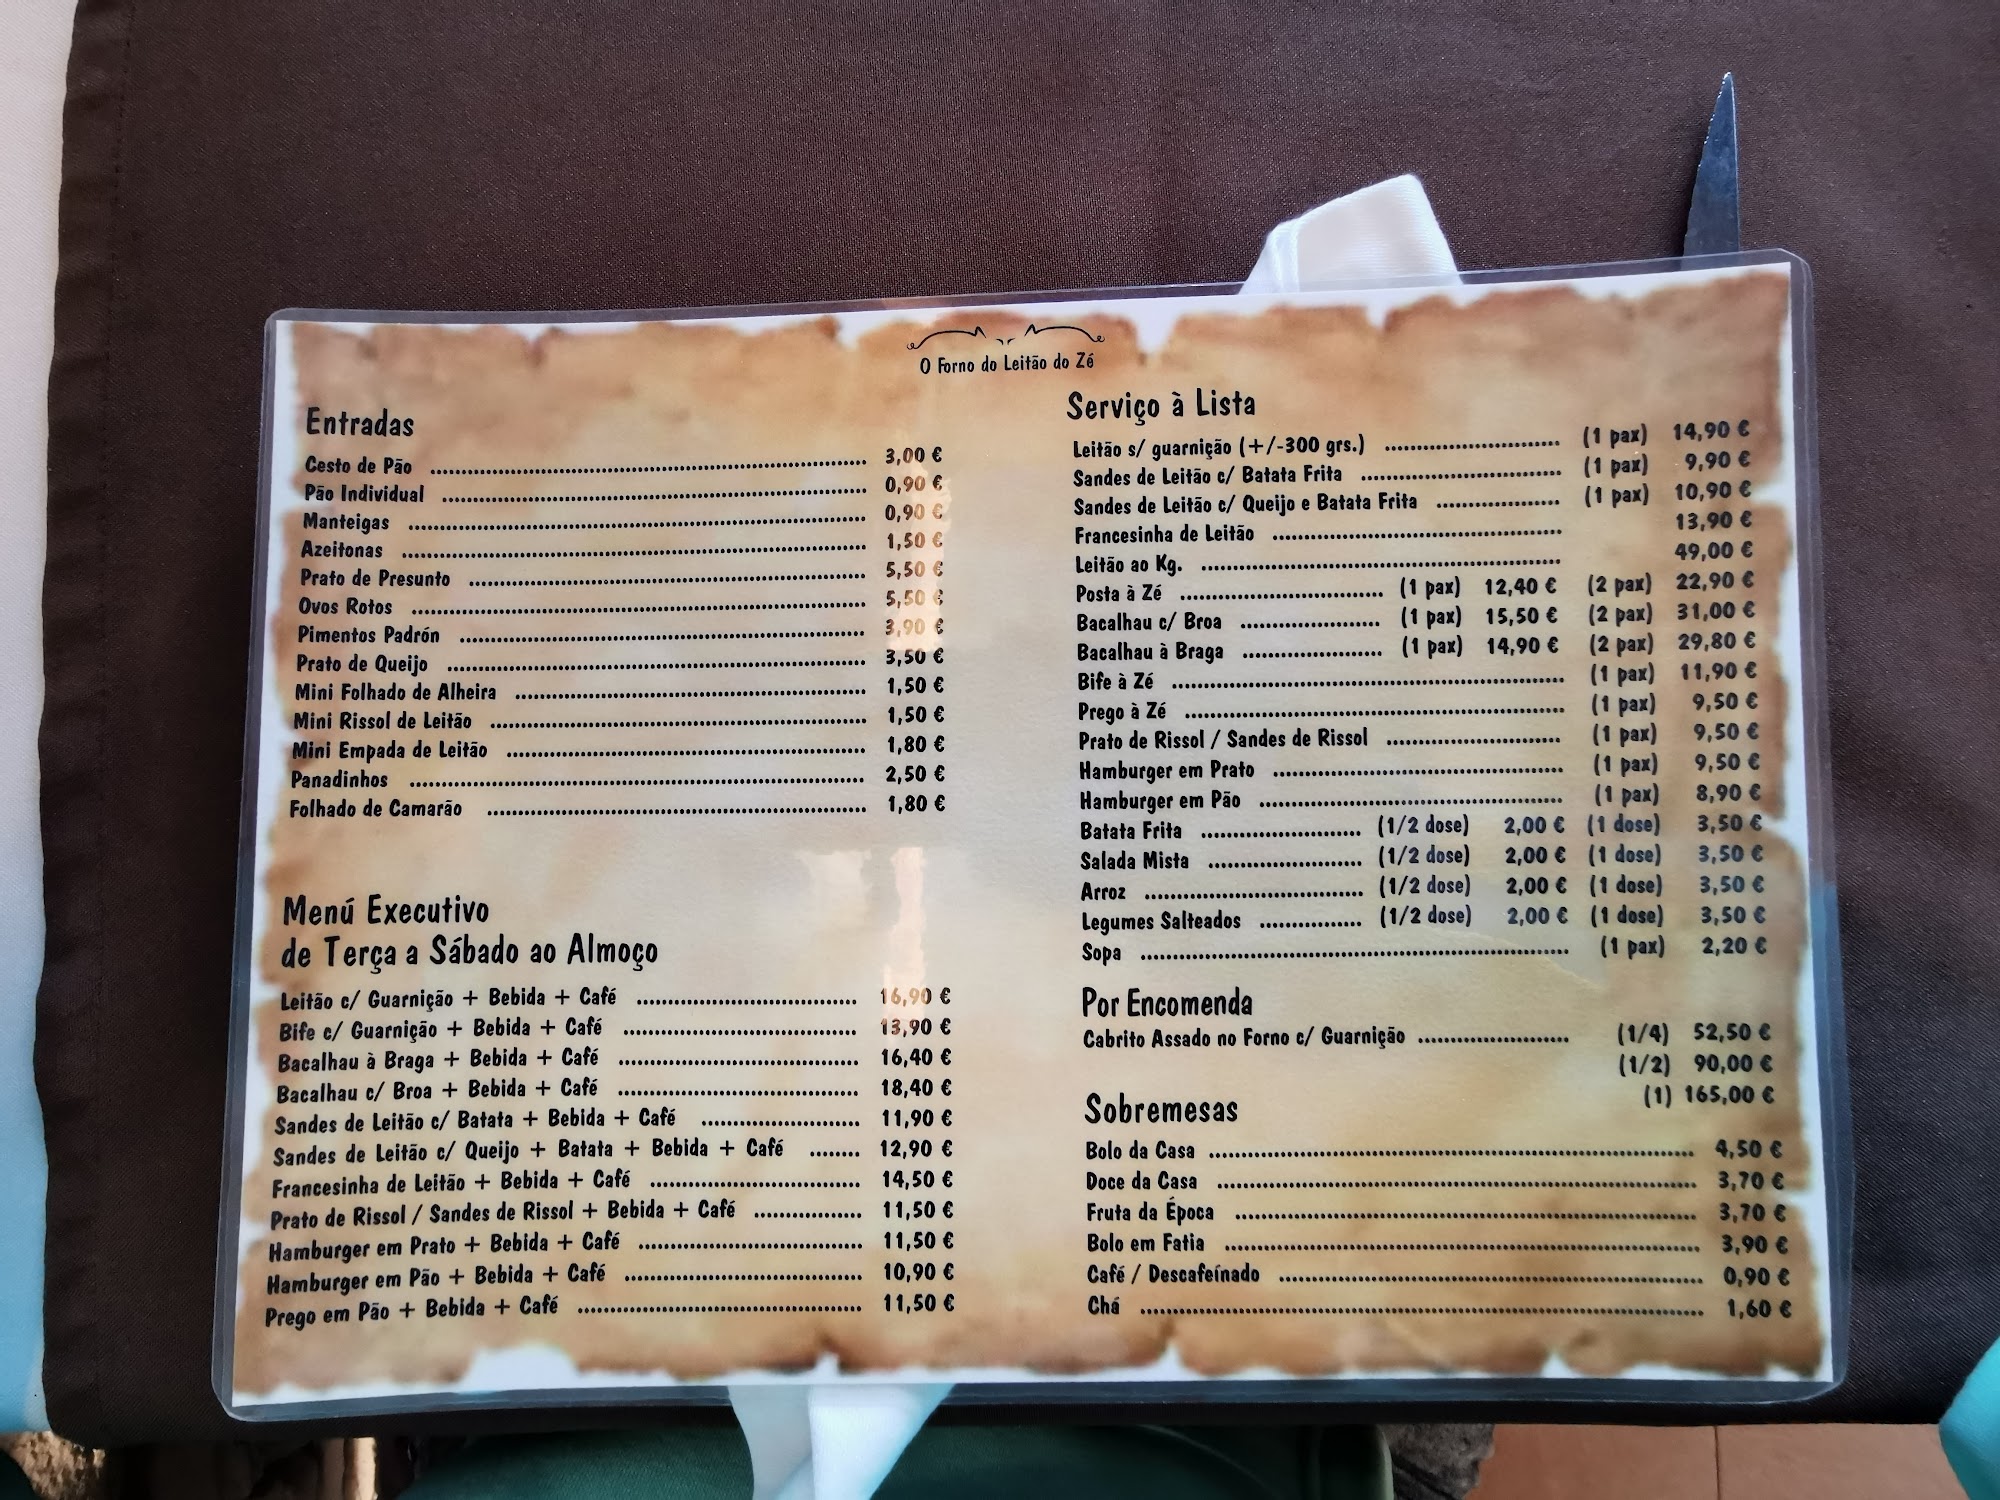 O Forno do Leitão do Zé
Entradas
Cesto de Pão 3,00 €
Pão Individual 0,90 €
Manteigas 0,90 €
Azeitonas 1,50 €
Prato de Presunto 5,50 €
Ovos Rotos 5,50 €
Pimentos Padrón 3,90 €
Prato de Queijo 3,50 €
Mini Folhado de Alheira 1,50 €
Mini Rissol de Leitão 1,50 €
Mini Empada de Leitão 1,80 €
Panadinhos 2,50 €
Folhado de Camarão 1,80 €
Menú Executivo
de Terça a Sábado ao Almoço
Leitão c/ Guarnição + Bebida + Café 16,90 €
Bife c/ Guarnição + Bebida + Café 13,90 €
Bacalhau à Braga + Bebida + Café 16,40 €
Bacalhau c/ Broa + Bebida + Café 18,40 €
Sandes de Leitão c/ Batata + Bebida + Café 11,90 €
Sandes de Leitão c/ Queijo + Batata + Bebida + Café 12,90 €
Francesinha de Leitão + Bebida + Café 14,50 €
Prato de Rissol / Sandes de Rissol + Bebida + Café 11,50 €
Hamburger em Prato + Bebida + Café 11,50 €
Hamburger em Pão + Bebida + Café 10,90 €
Prego em Pão + Bebida + Café 11,50 €
Serviço à Lista
Leitão s/ guarnição (+/-300 grs.) (1 pax) 14,90 €
Sandes de Leitão c/ Batata Frita (1 pax) 9,90 €
Sandes de Leitão c/ Queijo e Batata Frita (1 pax) 10,90 €
Francesinha de Leitão 13,90 €
Leitão ao Kg. 49,00 €
Posta à Zé (1 pax) 12,40 € (2 pax) 22,90 €
Bacalhau c/ Broa (1 pax) 15,50 € (2 pax) 31,00 €
Bacalhau à Braga (1 pax) 14,90 € (2 pax) 29,80 €
Bife à Zé (1 pax) 11,90 €
Prego à Zé (1 pax) 9,50 €
Prato de Rissol / Sandes de Rissol (1 pax) 9,50 €
Hamburger em Prato (1 pax) 9,50 €
Hamburger em Pão (1 pax) 8,90 €
Batata Frita (1/2 dose) 2,00 € (1 dose) 3,50 €
Salada Mista (1/2 dose) 2,00 € (1 dose) 3,50 €
Arroz (1/2 dose) 2,00 € (1 dose) 3,50 €
Legumes Salteados (1/2 dose) 2,00 € (1 dose) 3,50 €
Sopa (1 pax) 2,20 €
Por Encomenda
Cabrito Assado no Forno c/ Guarnição (1/4) 52,50 €
(1/2) 90,00 €
(1) 165,00 €
Sobremesas
Bolo da Casa 4,50 €
Doce da Casa 3,70 €
Fruta da Época 3,70 €
Bolo em Fatia 3,90 €
Café / Descafeínado 0,90 €
Chá 1,60 €